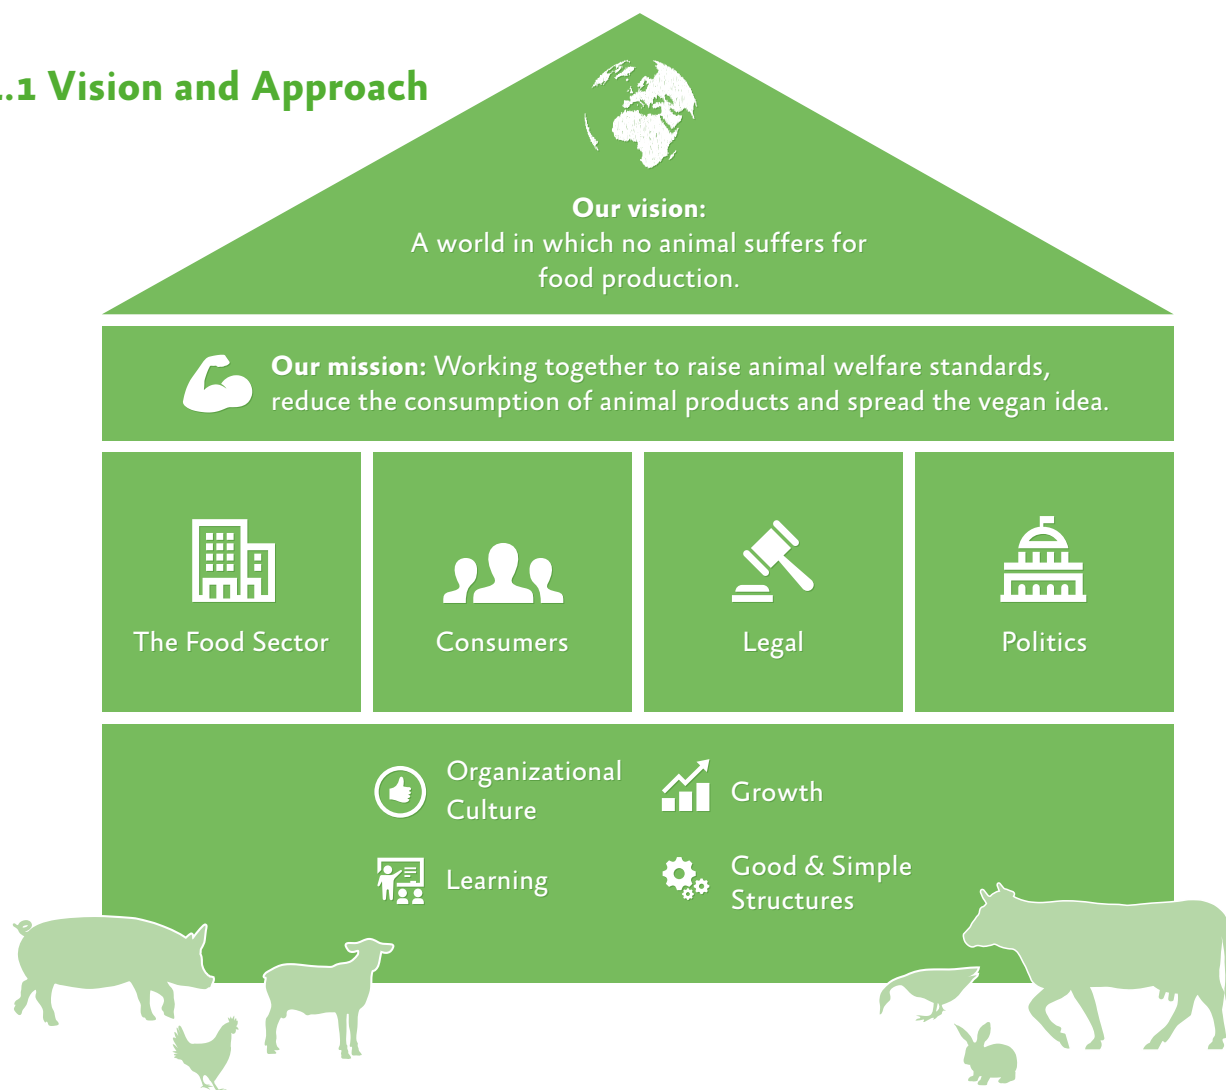 .1 Vision and Approach
Our vision:
A world in which no animal suffers for
food production.
Our mission: Working together to raise animal welfare standards,
reduce the consumption of animal products and spread the vegan idea.
The Food Sector
Consumers
Legal
Politics
Organizational
Culture
Growth
Learning
Good & Simple
Structures